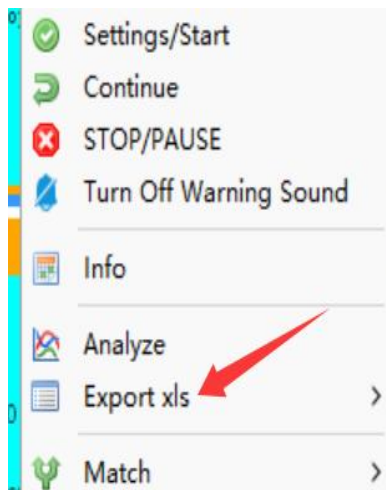 Settings/Start
Continue
STOP/PAUSE
Turn Off Warning Sound
Info
Analyze
Export xls
Match